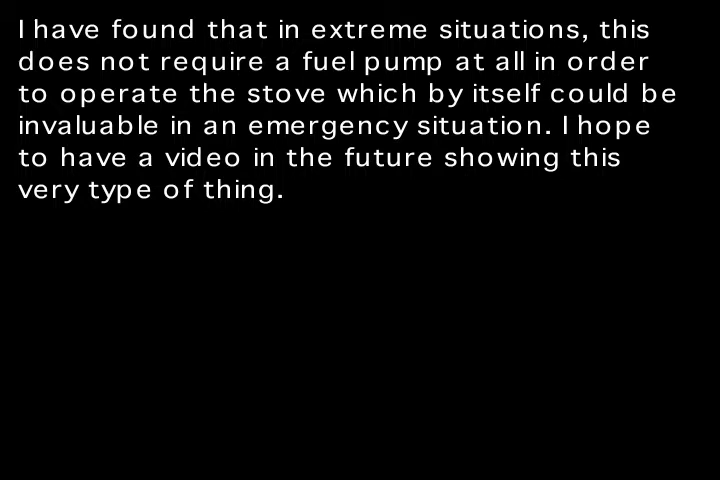 I have found that in extreme situations, this
does not require a fuel pump at all in order
to operate the stove which by itself could be
invaluable in an emergency situation. I hope
to have a video in the future showing this
very type of thing.